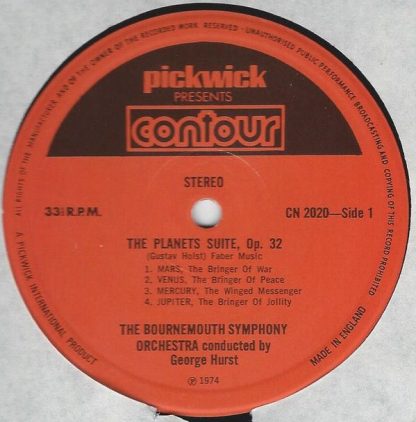 ALL RIGHTS OF THE MANUFACTURER AND OF THE OWNER OF THE RECORDED WORK RESERVED - UNAUTHORISED PUBLIC PERFORMANCE BROADCASTING AND COPYING OF THIS RECORD PROHIBITED
pickwick
PRESENTS
contour
STEREO
33⅓ R.P.M.
CN 2020—Side 1
THE PLANETS SUITE, Op. 32
(Gustav Holst) Faber Music
1. MARS, The Bringer Of War
2. VENUS, The Bringer Of Peace
3. MERCURY, The Winged Messenger
4. JUPITER, The Bringer Of Jollity
THE BOURNEMOUTH SYMPHONY
ORCHESTRA conducted by
George Hurst
℗ 1974
A PICKWICK INTERNATIONAL PRODUCT
MADE IN ENGLAND